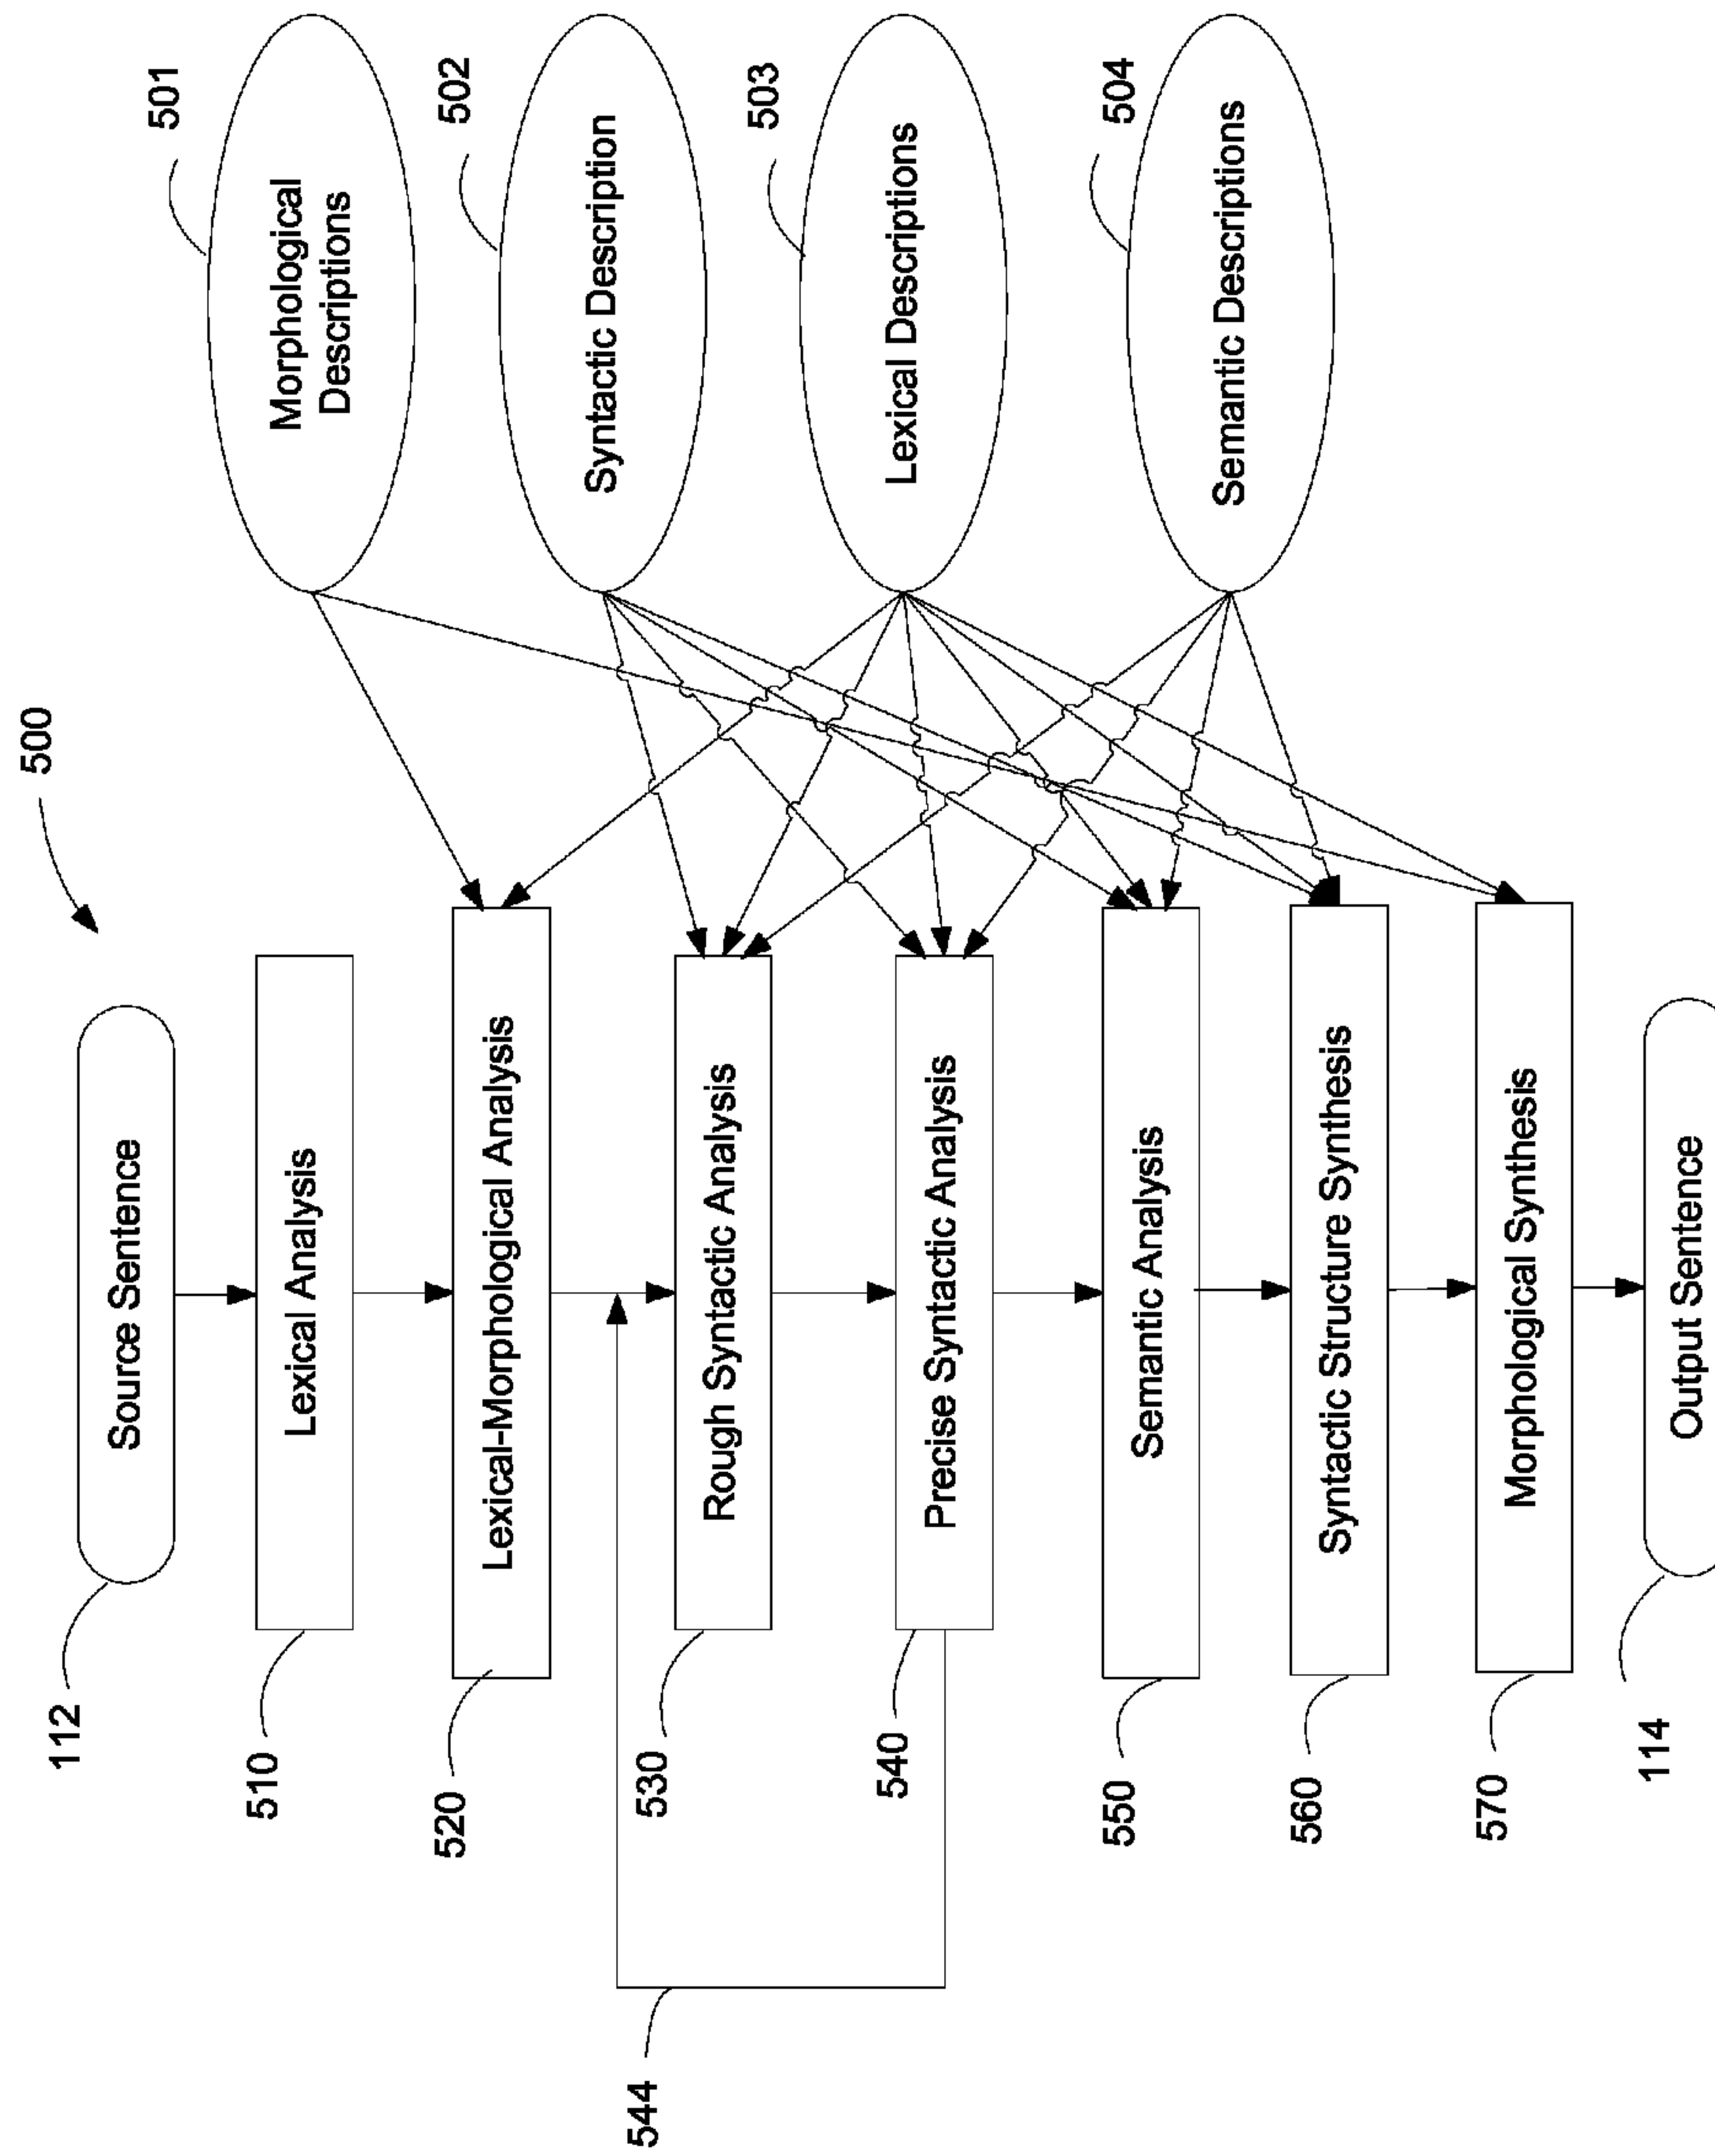 500
112
Source Sentence
510
Lexical Analysis
520
Lexical-Morphological Analysis
530
Rough Syntactic Analysis
540
Precise Syntactic Analysis
544
550
Semantic Analysis
560
Syntactic Structure Synthesis
570
Morphological Synthesis
114
Output Sentence
501
Morphological
Descriptions
502
Syntactic Description
503
Lexical Descriptions
504
Semantic Descriptions